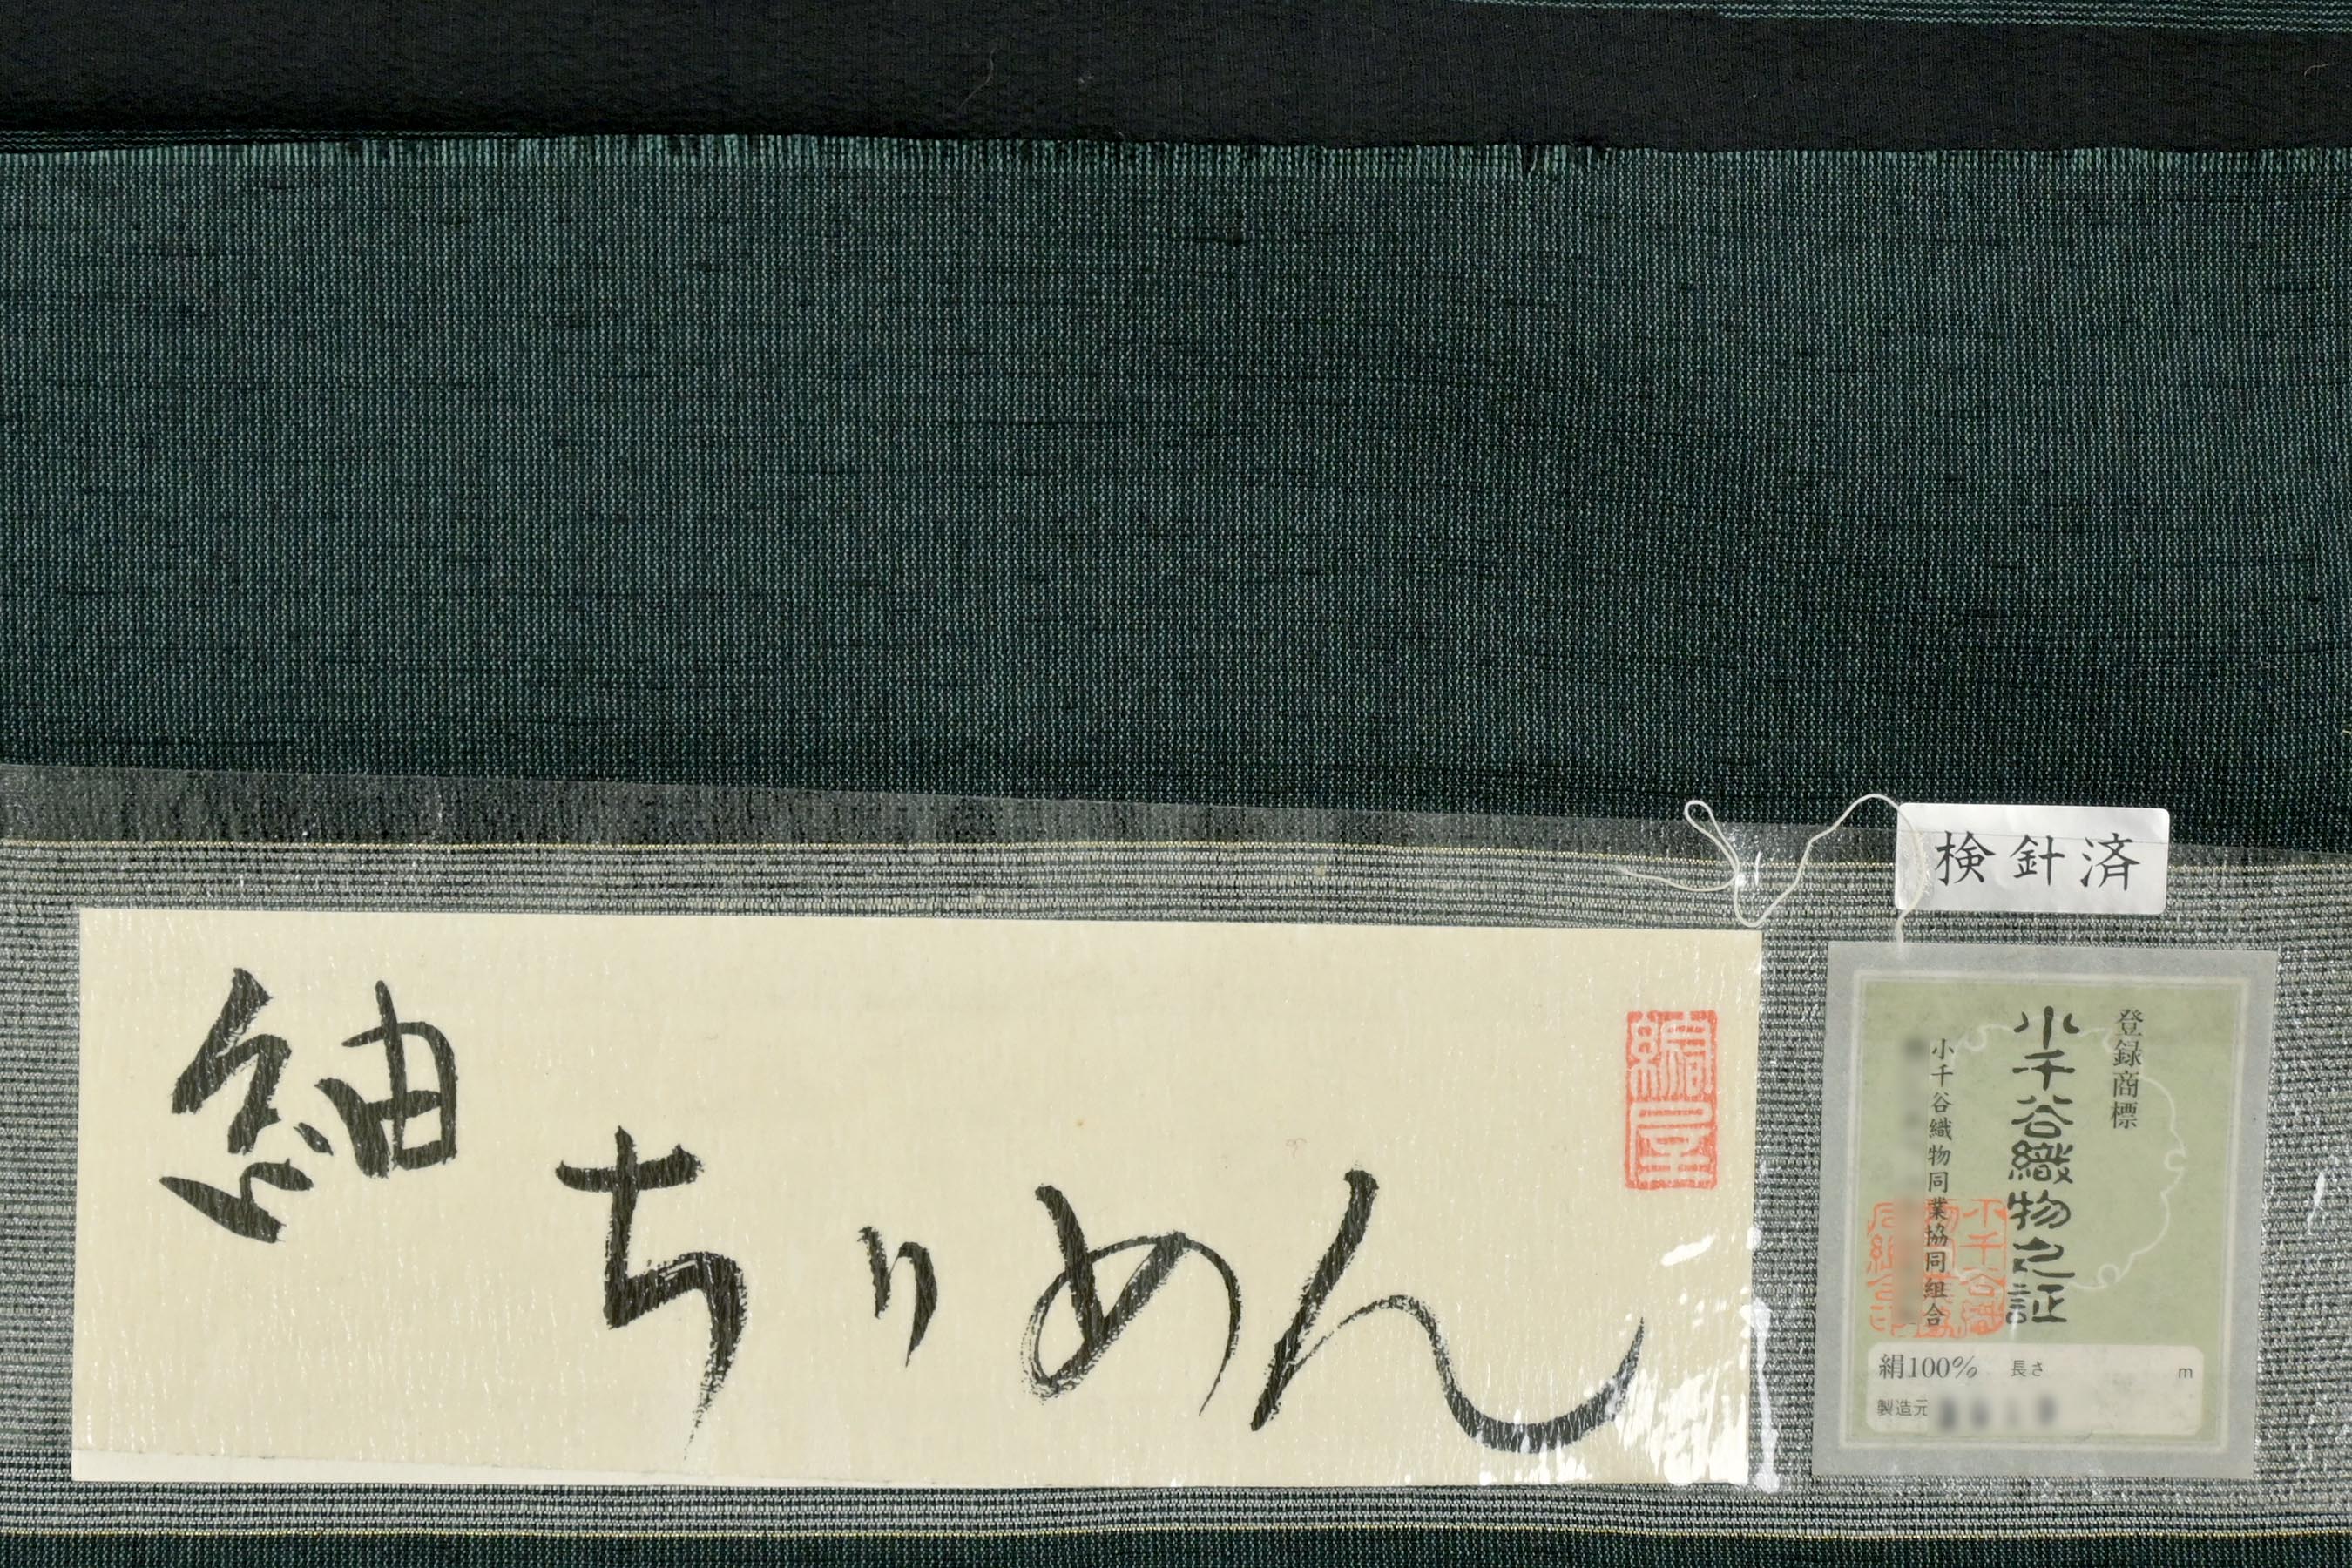 紬ちりめん
検針済
登録商標
小千谷織物之証
小千谷織物同業協同組合
絹100% 長さ m
製造元